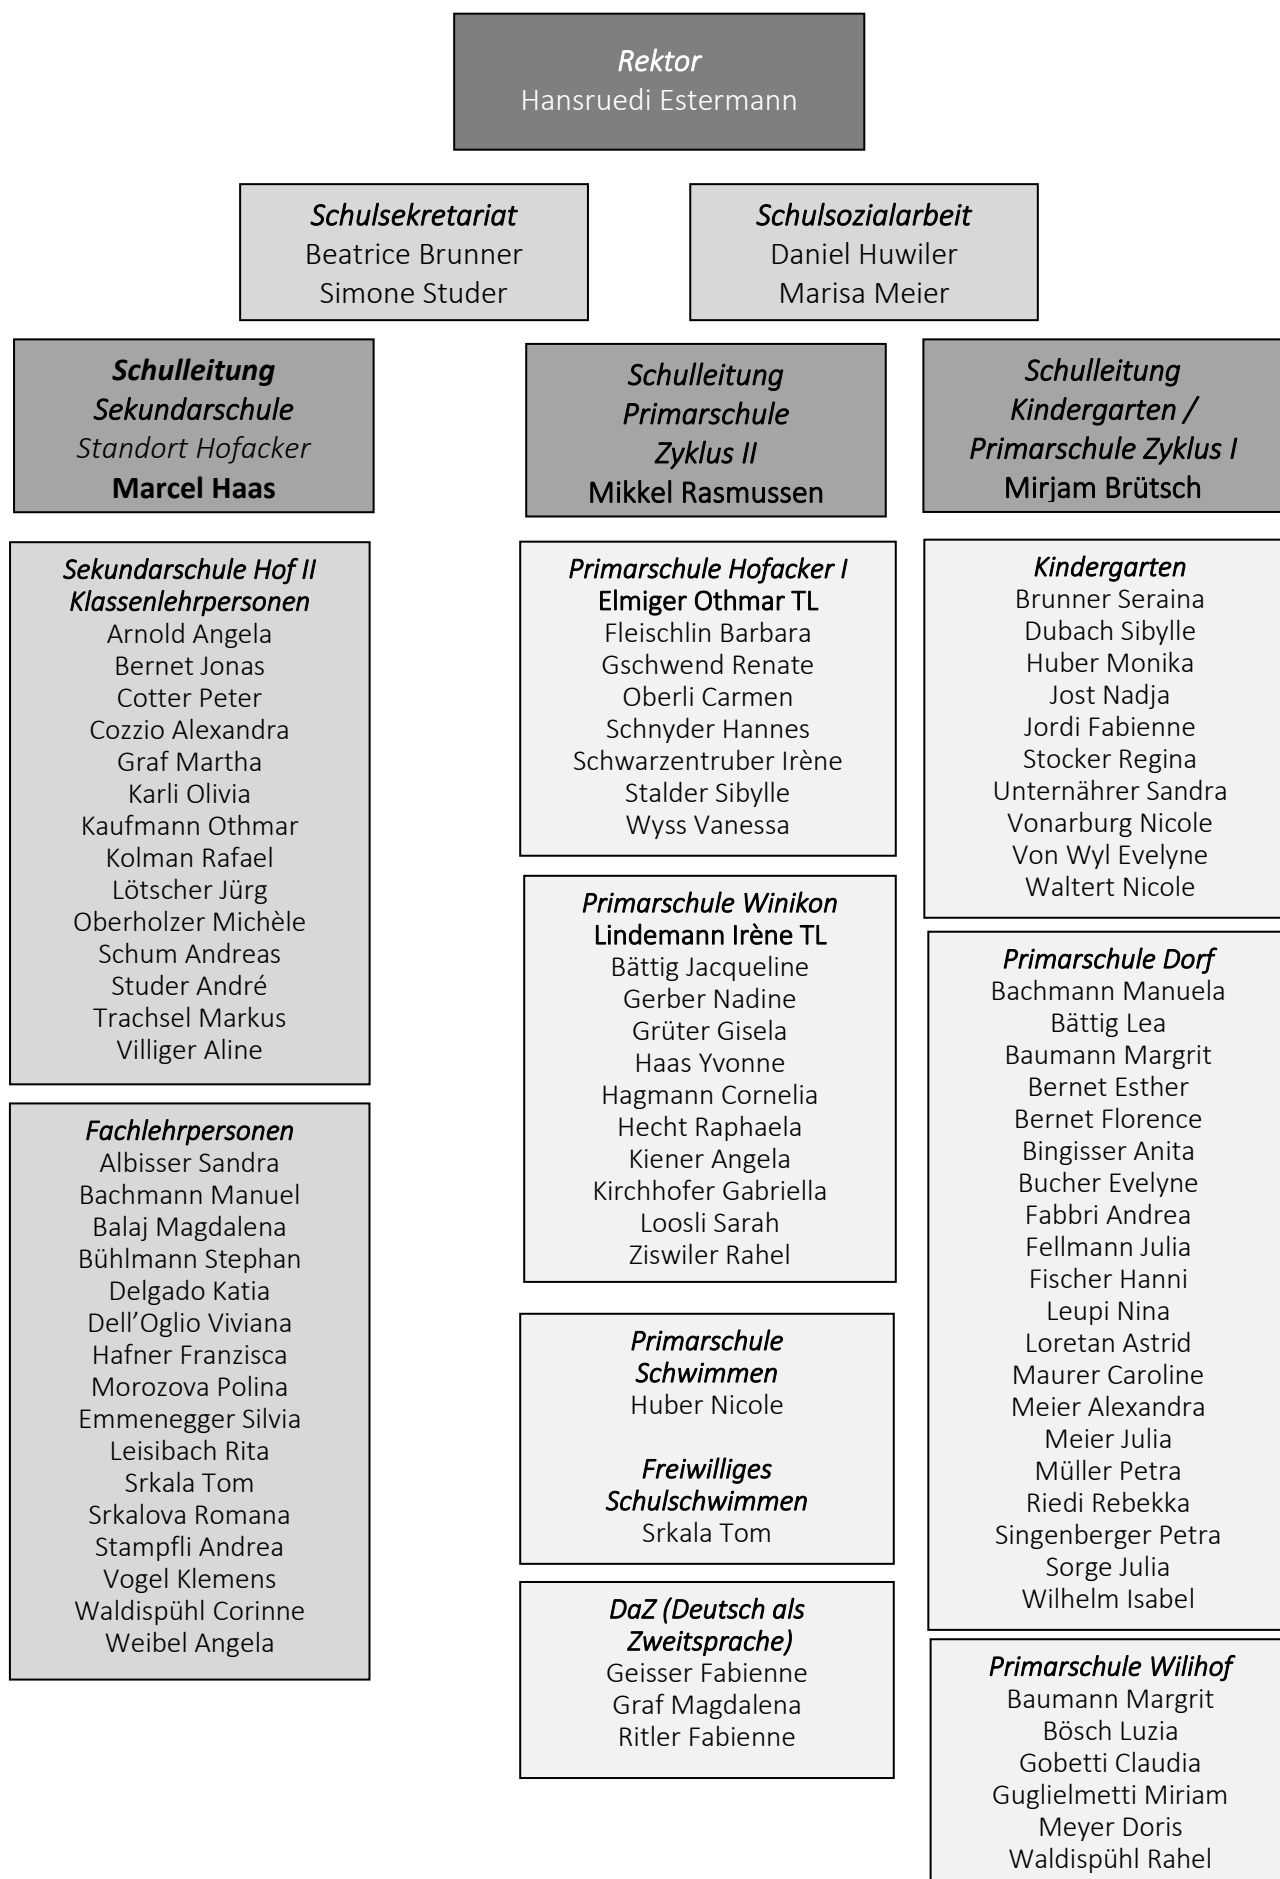 Rektor
Hansruedi Estermann
Schulsekretariat
Beatrice Brunner
Simone Studer
Schulsozialarbeit
Daniel Huwiler
Marisa Meier
Schulleitung
Sekundarschule
Standort Hofacker
Marcel Haas
Schulleitung
Primarschule
Zyklus II
Mikkel Rasmussen
Schulleitung
Kindergarten /
Primarschule Zyklus I
Mirjam Brütsch
Sekundarschule Hof II
Klassenlehrpersonen
Arnold Angela
Bernet Jonas
Cotter Peter
Cozzio Alexandra
Graf Martha
Karli Olivia
Kaufmann Othmar
Kolman Rafael
Lötscher Jürg
Oberholzer Michèle
Schum Andreas
Studer André
Trachsel Markus
Villiger Aline
Fachlehrpersonen
Albisser Sandra
Bachmann Manuel
Balaj Magdalena
Bühlmann Stephan
Delgado Katia
Dell’Oglio Viviana
Hafner Franzisca
Morozova Polina
Emmenegger Silvia
Leisibach Rita
Srkala Tom
Srkalova Romana
Stampfli Andrea
Vogel Klemens
Waldispühl Corinne
Weibel Angela
Primarschule Hofacker I
Elmiger Othmar TL
Fleischlin Barbara
Gschwend Renate
Oberli Carmen
Schnyder Hannes
Schwarzentruber Irène
Stalder Sibylle
Wyss Vanessa
Primarschule Winikon
Lindemann Irène TL
Bättig Jacqueline
Gerber Nadine
Grüter Gisela
Haas Yvonne
Hagmann Cornelia
Hecht Raphaela
Kiener Angela
Kirchhofer Gabriella
Loosli Sarah
Ziswiler Rahel
Primarschule
Schwimmen
Huber Nicole
Freiwilliges
Schulschwimmen
Srkala Tom
DaZ (Deutsch als
Zweitsprache)
Geisser Fabienne
Graf Magdalena
Ritler Fabienne
Kindergarten
Brunner Seraina
Dubach Sibylle
Huber Monika
Jost Nadja
Jordi Fabienne
Stocker Regina
Unternährer Sandra
Vonarburg Nicole
Von Wyl Evelyne
Waltert Nicole
Primarschule Dorf
Bachmann Manuela
Bättig Lea
Baumann Margrit
Bernet Esther
Bernet Florence
Bingisser Anita
Bucher Evelyne
Fabbri Andrea
Fellmann Julia
Fischer Hanni
Leupi Nina
Loretan Astrid
Maurer Caroline
Meier Alexandra
Meier Julia
Müller Petra
Riedi Rebekka
Singenberger Petra
Sorge Julia
Wilhelm Isabel
Primarschule Wilihof
Baumann Margrit
Bösch Luzia
Gobetti Claudia
Guglielmetti Miriam
Meyer Doris
Waldispühl Rahel